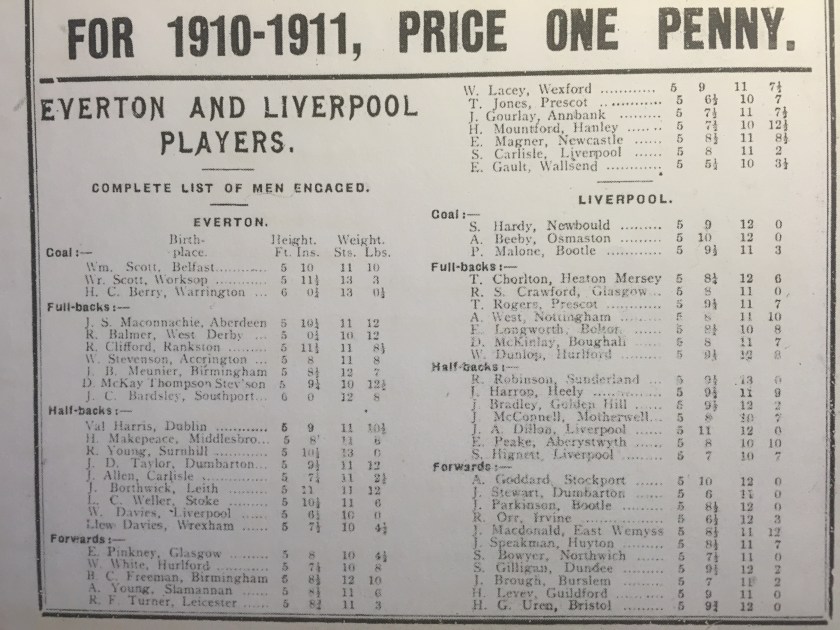 FOR 1910-1911, PRICE ONE PENNY.
EVERTON AND LIVERPOOL
PLAYERS.
COMPLETE LIST OF MEN ENGAGED.
EVERTON.
Birth- Height. Weight.
Goal:— place. Ft. Ins. Sts. Lbs.
Wm. Scott, Belfast............ 5 10 11 10
Wr. Scott, Worksop ............ 5 11½ 13 3
H. C. Berry, Warrington ... 6 0½ 13 0½
Full-backs:—
J. S. Maconnachie, Aberdeen 5 10½ 11 12
R. Balmer, West Derby ... 5 10 12
R. Clifford, Rankston ......... 5 11½ 11 8½
W. Stevenson, Accrington ... 5 8 11 8
J. B. Meunier, Birmingham 5 8½ 12 7
D. McKay Thompson Stev'son 5 9½ 10 12½
J. C. Bardsley, Southport... 6 0 12 8
Half-backs:—
Val Harris, Dublin ............ 5 9 11 10½
H. Makepeace, Middlesbro... 5 8 11 6
R. Young, Surnhill ............ 5 10½ 13 0
J. D. Taylor, Dumbarton... 5 9½ 11 12
J. Allen, Carlisle ............ 5 7½ 11 2½
J. Borthwick, Leith ......... 5 11 11 12
L. C. Weller, Stoke ......... 5 10½ 11 6
W. Davies, Liverpool ......... 5 6½ 10 0
Llew Davies, Wrexham ...... 5 7½ 10 4½
Forwards:—
E. Pinkney, Glasgow ......... 5 8 10 4½
W. White, Hurlford ......... 5 7½ 10 8
B. C. Freeman, Birmingham 8½ 12 10
A. Young, Slamannan ...... 5 8½ 11 6
R. F. Turner, Leicester ...... 5 8¾ 11 3
W. Lacey, Wexford ............ 5 9 11 7½
T. Jones, Prescot ............ 5 6½ 10 7
J. Gourlay, Annbank ......... 5 7½ 11 7½
H. Mountford, Hanley ...... 5 7½ 10 12½
E. Magner, Newcastle ...... 5 8½ 11 8½
S. Carlisle, Liverpool ...... 5 8 11 2
E. Gault, Wallsend ............ 5 5½ 10 3½
LIVERPOOL.
Goal:—
S. Hardy, Newbould ......... 5 9 12 0
A. Beeby, Osmaston ......... 5 10 12 0
P. Malone, Bootle ............ 5 9½ 11 3
Full-backs:—
T. Chorlton, Heaton Mersey 5 8½ 12 6
R. S. Crawford, Glasgow... 5 8 11 0
T. Rogers, Prescot ............ 5 9½ 11 7
A. West, Nottingham ......... 5 8 11 10
E. Longworth, Bolton......... 5 8½ 10 8
D. McKinlay, Boughall ...... 5 8 11 7
W. Dunlop, Hurlford ......... 5 9½ 12 8
Half-backs:—
R. Robinson, Sunderland ... 5 9½ 13 0
J. Harrop, Heely ............... 5 9½ 11 9
J. Bradley, Golden Hill ...... 5 9½ 12 2
J. McConnell, Motherwell... 5 8 10 7
J. A. Dillon, Liverpool ...... 5 11 12 0
E. Peake, Aberystwyth ...... 5 8 10 10
S. Hignett, Liverpool ......... 5 7 10 7
Forwards:—
A. Goddard, Stockport ...... 5 10 12 0
J. Stewart, Dumbarton ...... 5 6 11 0
J. Parkinson, Bootle ......... 5 8½ 12 0
R. Orr, Irvine .................. 5 6½ 12 3
J. Macdonald, East Wemyss 5 8½ 11 12
J. Speakman, Huyton ......... 5 8½ 11 7
S. Bowyer, Northwich ...... 5 7½ 11 0
S. Gilligan, Dundee ......... 5 9½ 12 2
J. Brough, Burslem ......... 5 7 11 2
H. Levey, Guildford ......... 5 9 11 0
H. G. Uren, Bristol ......... 5 9¾ 12 0